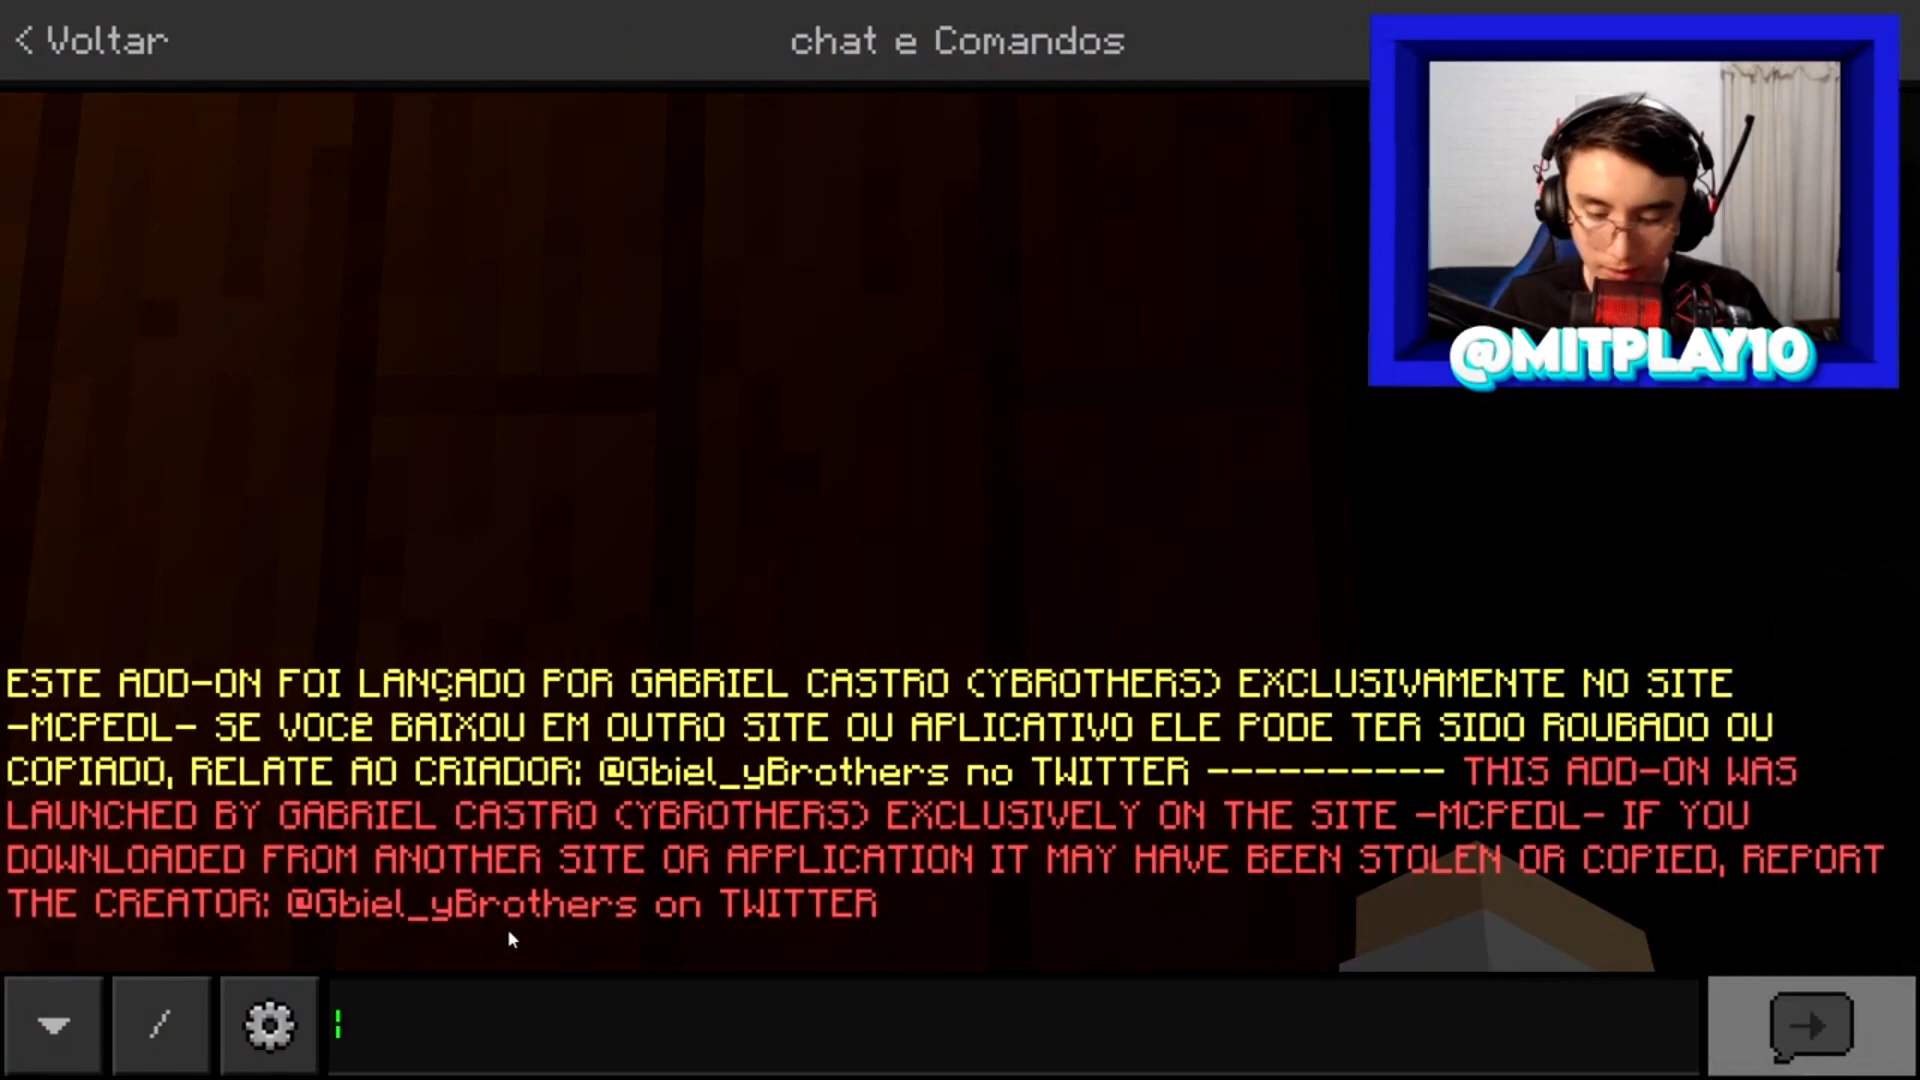 < Voltar
chat e Comandos
@MITPLAY10
ESTE ADD-ON FOI LANÇADO POR GABRIEL CASTRO (YBROTHERS) EXCLUSIVAMENTE NO SITE
-MCPEDL- SE VOCê BAIXOU EM OUTRO SITE OU APLICATIVO ELE PODE TER SIDO ROUBADO OU
COPIADO, RELATE AO CRIADOR: @Gbiel_yBrothers no TWITTER ---------- THIS ADD-ON WAS
LAUNCHED BY GABRIEL CASTRO (YBROTHERS) EXCLUSIVELY ON THE SITE -MCPEDL- IF YOU
DOWNLOADED FROM ANOTHER SITE OR APPLICATION IT MAY HAVE BEEN STOLEN OR COPIED, REPORT
THE CREATOR: @Gbiel_yBrothers on TWITTER
/